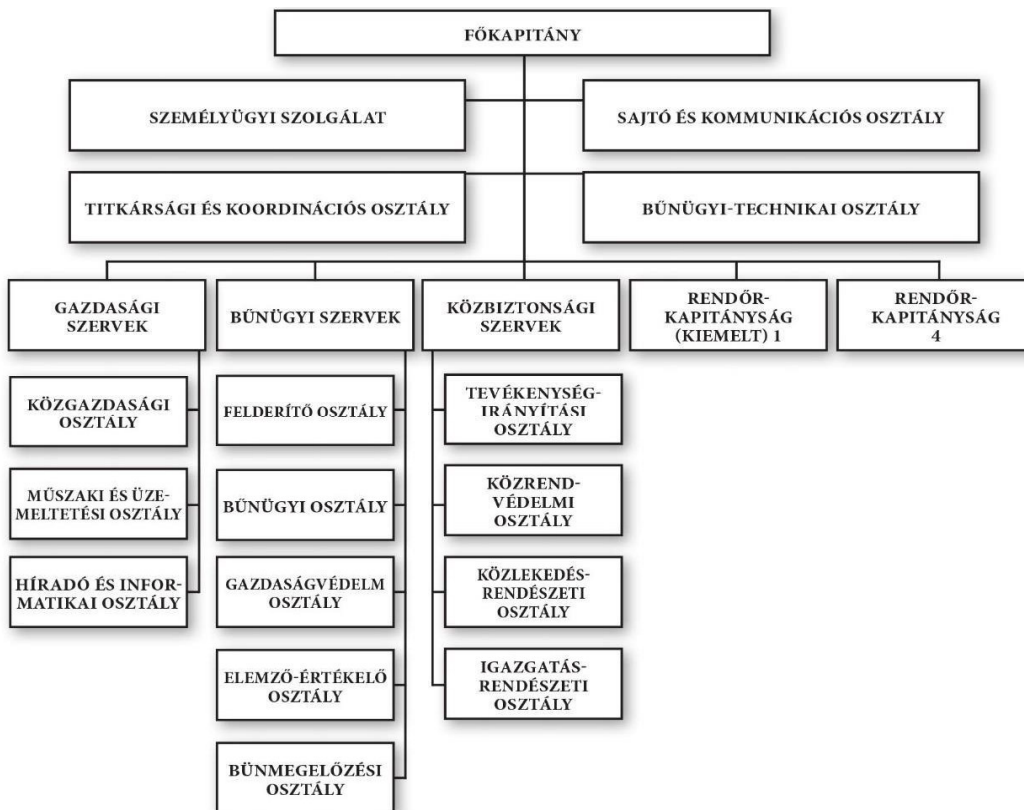 FŐKAPITÁNY
SZEMÉLYÜGYI SZOLGÁLAT
SAJTÓ ÉS KOMMUNIKÁCIÓS OSZTÁLY
TITKÁRSÁGI ÉS KOORDINÁCIÓS OSZTÁLY
BŰNÜGYI-TECHNIKAI OSZTÁLY
GAZDASÁGI
SZERVEK
BŰNÜGYI SZERVEK
KÖZBIZTONSÁGI
SZERVEK
RENDŐR-
KAPITÁNYSÁG
(KIEMELT) 1
RENDŐR-
KAPITÁNYSÁG
4
KÖZGAZDASÁGI
OSZTÁLY
MŰSZAKI ÉS ÜZE-
MELTETÉSI OSZTÁLY
HÍRADÓ ÉS INFOR-
MATIKAI OSZTÁLY
FELDERÍTŐ OSZTÁLY
BŰNÜGYI OSZTÁLY
GAZDASÁGVÉDELM
OSZTÁLY
ELEMZŐ-ÉRTÉKELŐ
OSZTÁLY
BÜNMEGELŐZÉSI
OSZTÁLY
TEVÉKENYSÉG-
IRÁNYÍTÁSI
OSZTÁLY
KÖZREND-
VÉDELMI
OSZTÁLY
KÖZLEKEDÉS-
RENDÉSZETI
OSZTÁLY
IGAZGATÁS-
RENDÉSZETI
OSZTÁLY